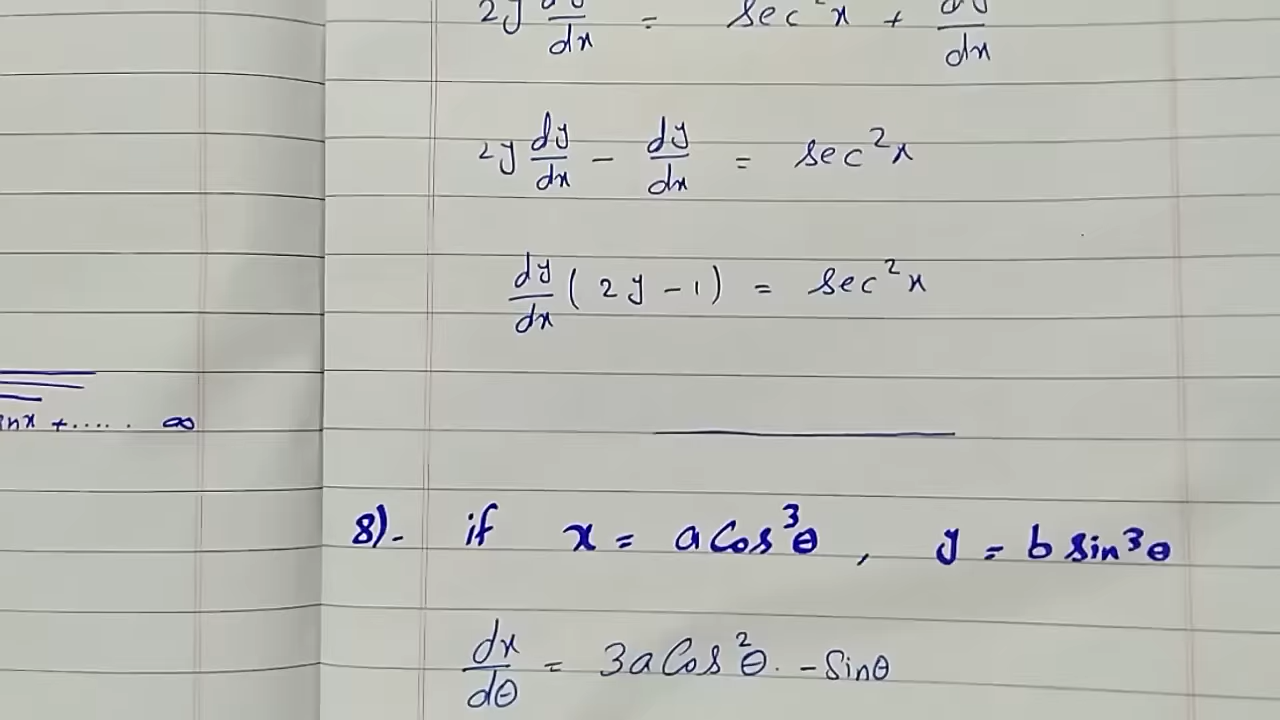 2y dy/dx = sec²x + dy/dx
2y dy/dx - dy/dx = sec²x
dy/dx (2y - 1) = sec²x
inx + ..... ∞
8). if x = a Cos³θ , y = b sin³θ
dx/dθ = 3a Cos²θ . - Sinθ